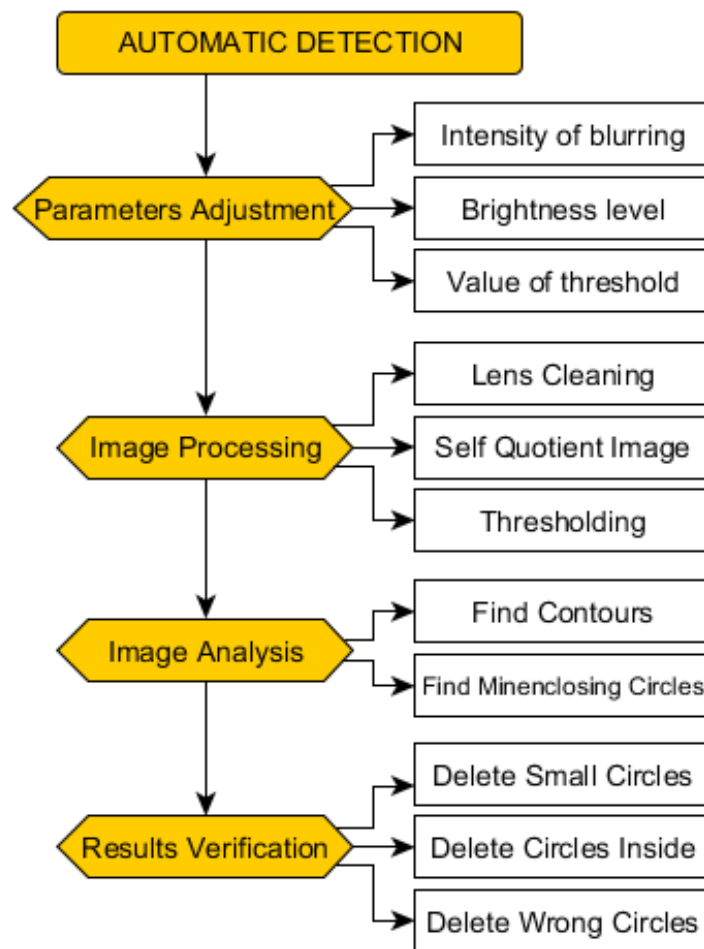 AUTOMATIC DETECTION
Parameters Adjustment
Intensity of blurring
Brightness level
Value of threshold
Image Processing
Lens Cleaning
Self Quotient Image
Thresholding
Image Analysis
Find Contours
Find Minenclosing Circles
Results Verification
Delete Small Circles
Delete Circles Inside
Delete Wrong Circles